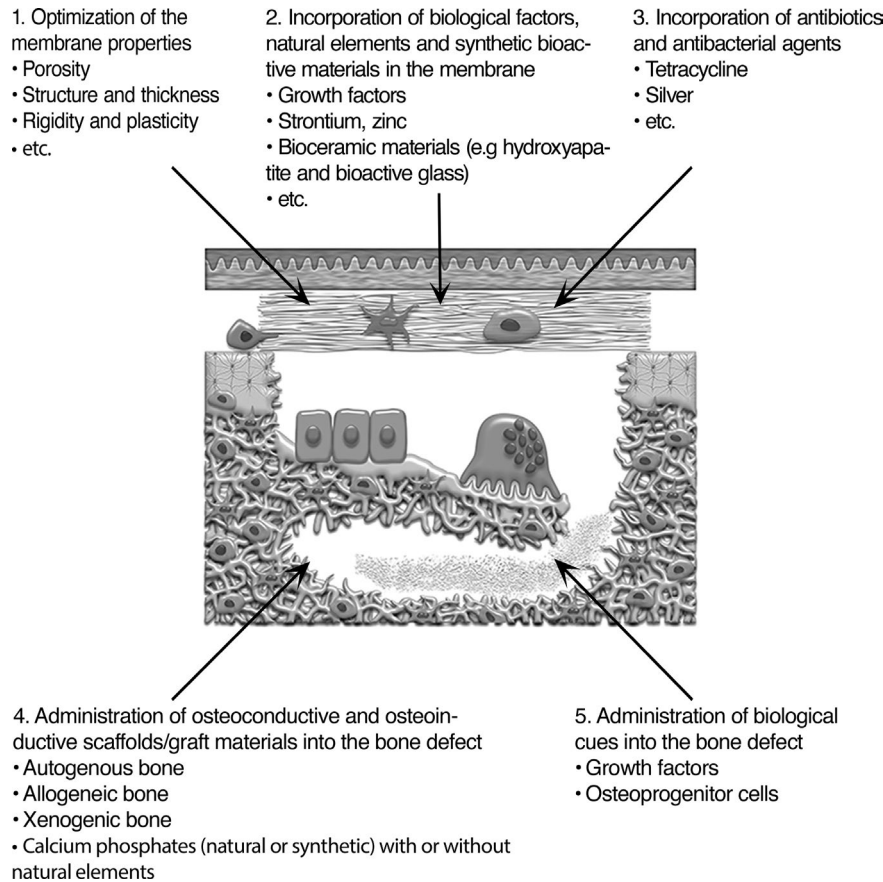 1. Optimization of the
membrane properties
• Porosity
• Structure and thickness
• Rigidity and plasticity
• etc.
2. Incorporation of biological factors,
natural elements and synthetic bioac-
tive materials in the membrane
• Growth factors
• Strontium, zinc
• Bioceramic materials (e.g hydroxyapa-
tite and bioactive glass)
• etc.
3. Incorporation of antibiotics
and antibacterial agents
• Tetracycline
• Silver
• etc.
4. Administration of osteoconductive and osteoin-
ductive scaffolds/graft materials into the bone defect
• Autogenous bone
• Allogeneic bone
• Xenogenic bone
• Calcium phosphates (natural or synthetic) with or without
natural elements
5. Administration of biological
cues into the bone defect
• Growth factors
• Osteoprogenitor cells